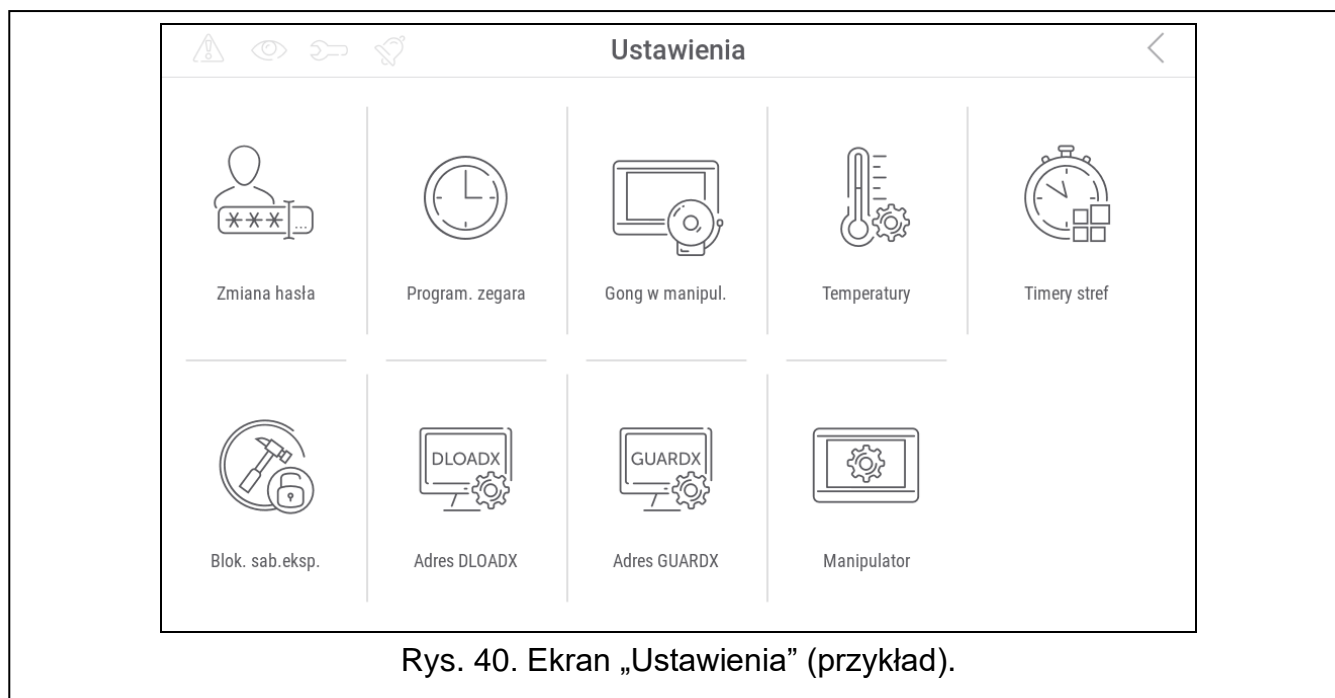 Ustawienia
***...
Zmiana hasła
Program. zegara
Gong w manipul.
Temperatury
Timery stref
DLOADX
GUARDX
Blok. sab.eksp.
Adres DLOADX
Adres GUARDX
Manipulator
Rys. 40. Ekran „Ustawienia” (przykład).